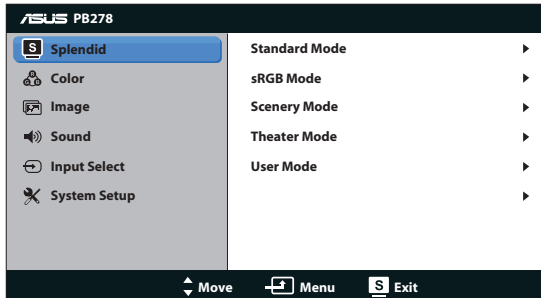 ASUS PB278
S Splendid
Color
Image
Sound
Input Select
System Setup
Standard Mode
sRGB Mode
Scenery Mode
Theater Mode
User Mode
Move Menu S Exit